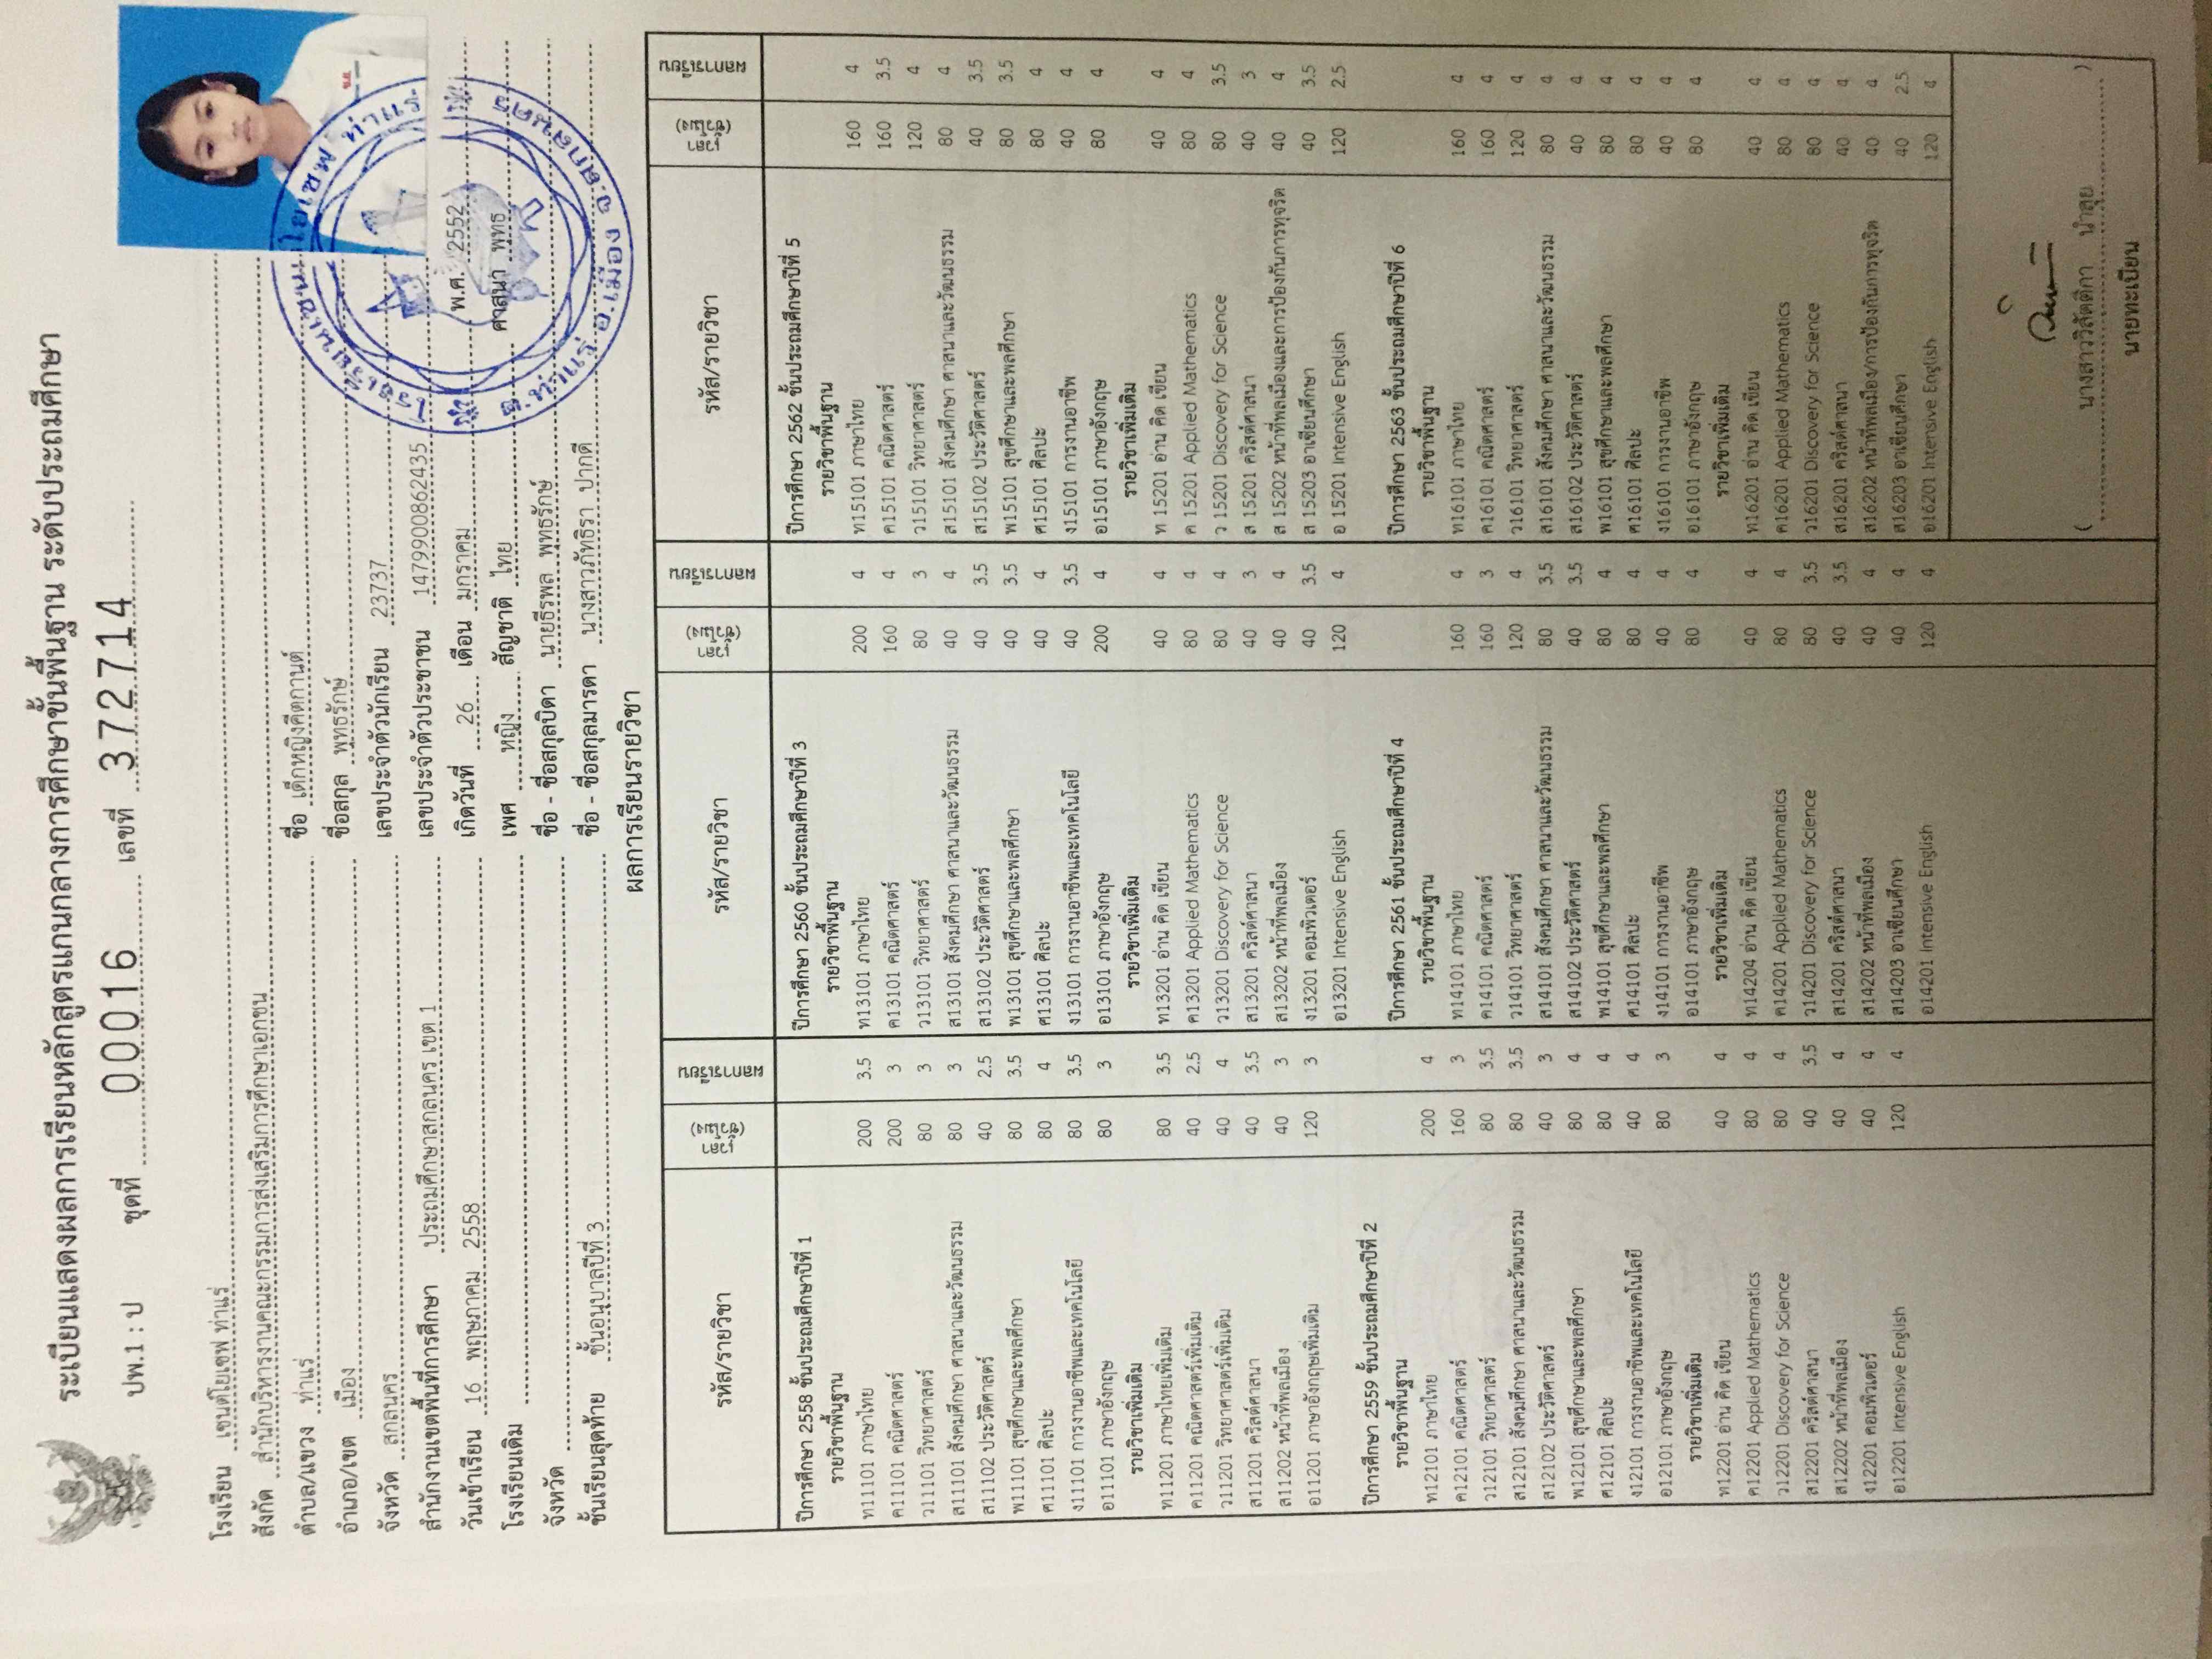 ระเบียนแสดงผลการเรียนหลักสูตรแกนกลางการศึกษาขั้นพื้นฐาน ระดับประถมศึกษา
ปพ.1 : ป ชุดที่ 00016 เลขที่ 372714
โรงเรียน เซนต์โยเซฟ ท่าแร่
สังกัด สำนักบริหารงานคณะกรรมการส่งเสริมการศึกษาเอกชน
ตำบล/แขวง ท่าแร่
อำเภอ/เขต เมือง
จังหวัด สกลนคร
สำนักงานเขตพื้นที่การศึกษา ประถมศึกษาสกลนคร เขต 1
วันเข้าเรียน 16 พฤษภาคม 2558
โรงเรียนเดิม
จังหวัด
ชั้นเรียนสุดท้าย ชั้นอนุบาลปีที่ 3
ชื่อ เด็กหญิงคีตกานต์
ชื่อสกุล พุทธรักษ์
เลขประจำตัวนักเรียน 23737
เลขประจำตัวประชาชน 1479900862435
เกิดวันที่ 26 เดือน มกราคม พ.ศ. 2552
เพศ หญิง สัญชาติ ไทย ศาสนา พุทธ
ชื่อ - ชื่อสกุลบิดา นายธีรพล พุทธรักษ์
ชื่อ - ชื่อสกุลมารดา นางสาวภัทธิรา ปากดี
โรงเรียนเซนต์โยเซฟ ท่าแร่
ต.ท่าแร่ อ.เมือง จ.สกลนคร
ผลการเรียนรายวิชา
รหัส/รายวิชา เวลา (ชั่วโมง) ผลการเรียน
ปีการศึกษา 2558 ชั้นประถมศึกษาปีที่ 1
รายวิชาพื้นฐาน
ท11101 ภาษาไทย 200 3.5
ค11101 คณิตศาสตร์ 200 3
ว11101 วิทยาศาสตร์ 80 3
ส11101 สังคมศึกษา ศาสนาและวัฒนธรรม 80 3
ส11102 ประวัติศาสตร์ 40 2.5
พ11101 สุขศึกษาและพลศึกษา 80 3.5
ศ11101 ศิลปะ 80 4
ง11101 การงานอาชีพและเทคโนโลยี 80 3.5
อ11101 ภาษาอังกฤษ 80 3
รายวิชาเพิ่มเติม
ท11201 ภาษาไทยเพิ่มเติม 80 3.5
ค11201 คณิตศาสตร์เพิ่มเติม 40 2.5
ว11201 วิทยาศาสตร์เพิ่มเติม 40 4
ส11201 คริสต์ศาสนา 40 3.5
ส11202 หน้าที่พลเมือง 40 3
อ11201 ภาษาอังกฤษเพิ่มเติม 120 3
ปีการศึกษา 2559 ชั้นประถมศึกษาปีที่ 2
รายวิชาพื้นฐาน
ท12101 ภาษาไทย 200 4
ค12101 คณิตศาสตร์ 160 3
ว12101 วิทยาศาสตร์ 80 3.5
ส12101 สังคมศึกษา ศาสนาและวัฒนธรรม 80 3.5
ส12102 ประวัติศาสตร์ 40 3
พ12101 สุขศึกษาและพลศึกษา 80 4
ศ12101 ศิลปะ 80 4
ง12101 การงานอาชีพและเทคโนโลยี 40 4
อ12101 ภาษาอังกฤษ 80 3
รายวิชาเพิ่มเติม
ท12201 อ่าน คิด เขียน 40 4
ค12201 Applied Mathematics 80 4
ว12201 Discovery for Science 80 4
ส12201 คริสต์ศาสนา 40 3.5
ส12202 หน้าที่พลเมือง 40 4
ง12201 คอมพิวเตอร์ 40 4
อ12201 Intensive English 120 4
รหัส/รายวิชา เวลา (ชั่วโมง) ผลการเรียน
ปีการศึกษา 2560 ชั้นประถมศึกษาปีที่ 3
รายวิชาพื้นฐาน
ท13101 ภาษาไทย 200 4
ค13101 คณิตศาสตร์ 160 4
ว13101 วิทยาศาสตร์ 80 3
ส13101 สังคมศึกษา ศาสนาและวัฒนธรรม 40 4
ส13102 ประวัติศาสตร์ 40 3.5
พ13101 สุขศึกษาและพลศึกษา 40 3.5
ศ13101 ศิลปะ 40 4
ง13101 การงานอาชีพและเทคโนโลยี 40 3.5
อ13101 ภาษาอังกฤษ 200 4
รายวิชาเพิ่มเติม
ท13201 อ่าน คิด เขียน 40 4
ค13201 Applied Mathematics 80 4
ว13201 Discovery for Science 80 4
ส13201 คริสต์ศาสนา 40 3
ส13202 หน้าที่พลเมือง 40 4
ง13201 คอมพิวเตอร์ 40 3.5
อ13201 Intensive English 120 4
ปีการศึกษา 2561 ชั้นประถมศึกษาปีที่ 4
รายวิชาพื้นฐาน
ท14101 ภาษาไทย 160 4
ค14101 คณิตศาสตร์ 160 3
ว14101 วิทยาศาสตร์ 120 4
ส14101 สังคมศึกษา ศาสนาและวัฒนธรรม 80 3.5
ส14102 ประวัติศาสตร์ 40 3.5
พ14101 สุขศึกษาและพลศึกษา 80 4
ศ14101 ศิลปะ 80 4
ง14101 การงานอาชีพ 40 4
อ14101 ภาษาอังกฤษ 80 4
รายวิชาเพิ่มเติม
ท14204 อ่าน คิด เขียน 40 4
ค14201 Applied Mathematics 80 4
ว14201 Discovery for Science 80 3.5
ส14201 คริสต์ศาสนา 40 3.5
ส14202 หน้าที่พลเมือง 40 4
ส14203 อาเซียนศึกษา 40 4
อ14201 Intensive English 120 4
รหัส/รายวิชา เวลา (ชั่วโมง) ผลการเรียน
ปีการศึกษา 2562 ชั้นประถมศึกษาปีที่ 5
รายวิชาพื้นฐาน
ท15101 ภาษาไทย 160 4
ค15101 คณิตศาสตร์ 160 3.5
ว15101 วิทยาศาสตร์ 120 4
ส15101 สังคมศึกษา ศาสนาและวัฒนธรรม 80 4
ส15102 ประวัติศาสตร์ 40 3.5
พ15101 สุขศึกษาและพลศึกษา 80 3.5
ศ15101 ศิลปะ 80 4
ง15101 การงานอาชีพ 40 4
อ15101 ภาษาอังกฤษ 80 4
รายวิชาเพิ่มเติม
ท 15201 อ่าน คิด เขียน 40 4
ค 15201 Applied Mathematics 80 4
ว 15201 Discovery for Science 80 3.5
ส 15201 คริสต์ศาสนา 40 3
ส 15202 หน้าที่พลเมืองและการป้องกันการทุจริต 40 4
ส 15203 อาเซียนศึกษา 40 3.5
อ 15201 Intensive English 120 2.5
ปีการศึกษา 2563 ชั้นประถมศึกษาปีที่ 6
รายวิชาพื้นฐาน
ท16101 ภาษาไทย 160 4
ค16101 คณิตศาสตร์ 160 4
ว16101 วิทยาศาสตร์ 120 4
ส16101 สังคมศึกษา ศาสนาและวัฒนธรรม 80 4
ส16102 ประวัติศาสตร์ 40 4
พ16101 สุขศึกษาและพลศึกษา 80 4
ศ16101 ศิลปะ 80 4
ง16101 การงานอาชีพ 40 4
อ16101 ภาษาอังกฤษ 80 4
รายวิชาเพิ่มเติม
ท16201 อ่าน คิด เขียน 40 4
ค16201 Applied Mathematics 80 4
ว16201 Discovery for Science 80 4
ส16201 คริสต์ศาสนา 40 4
ส16202 หน้าที่พลเมือง/การป้องกันการทุจริต 40 4
ส16203 อาเซียนศึกษา 40 2.5
อ16201 Intensive English 120 4
( นางสาววิลัตติกา นำลุย )
นายทะเบียน